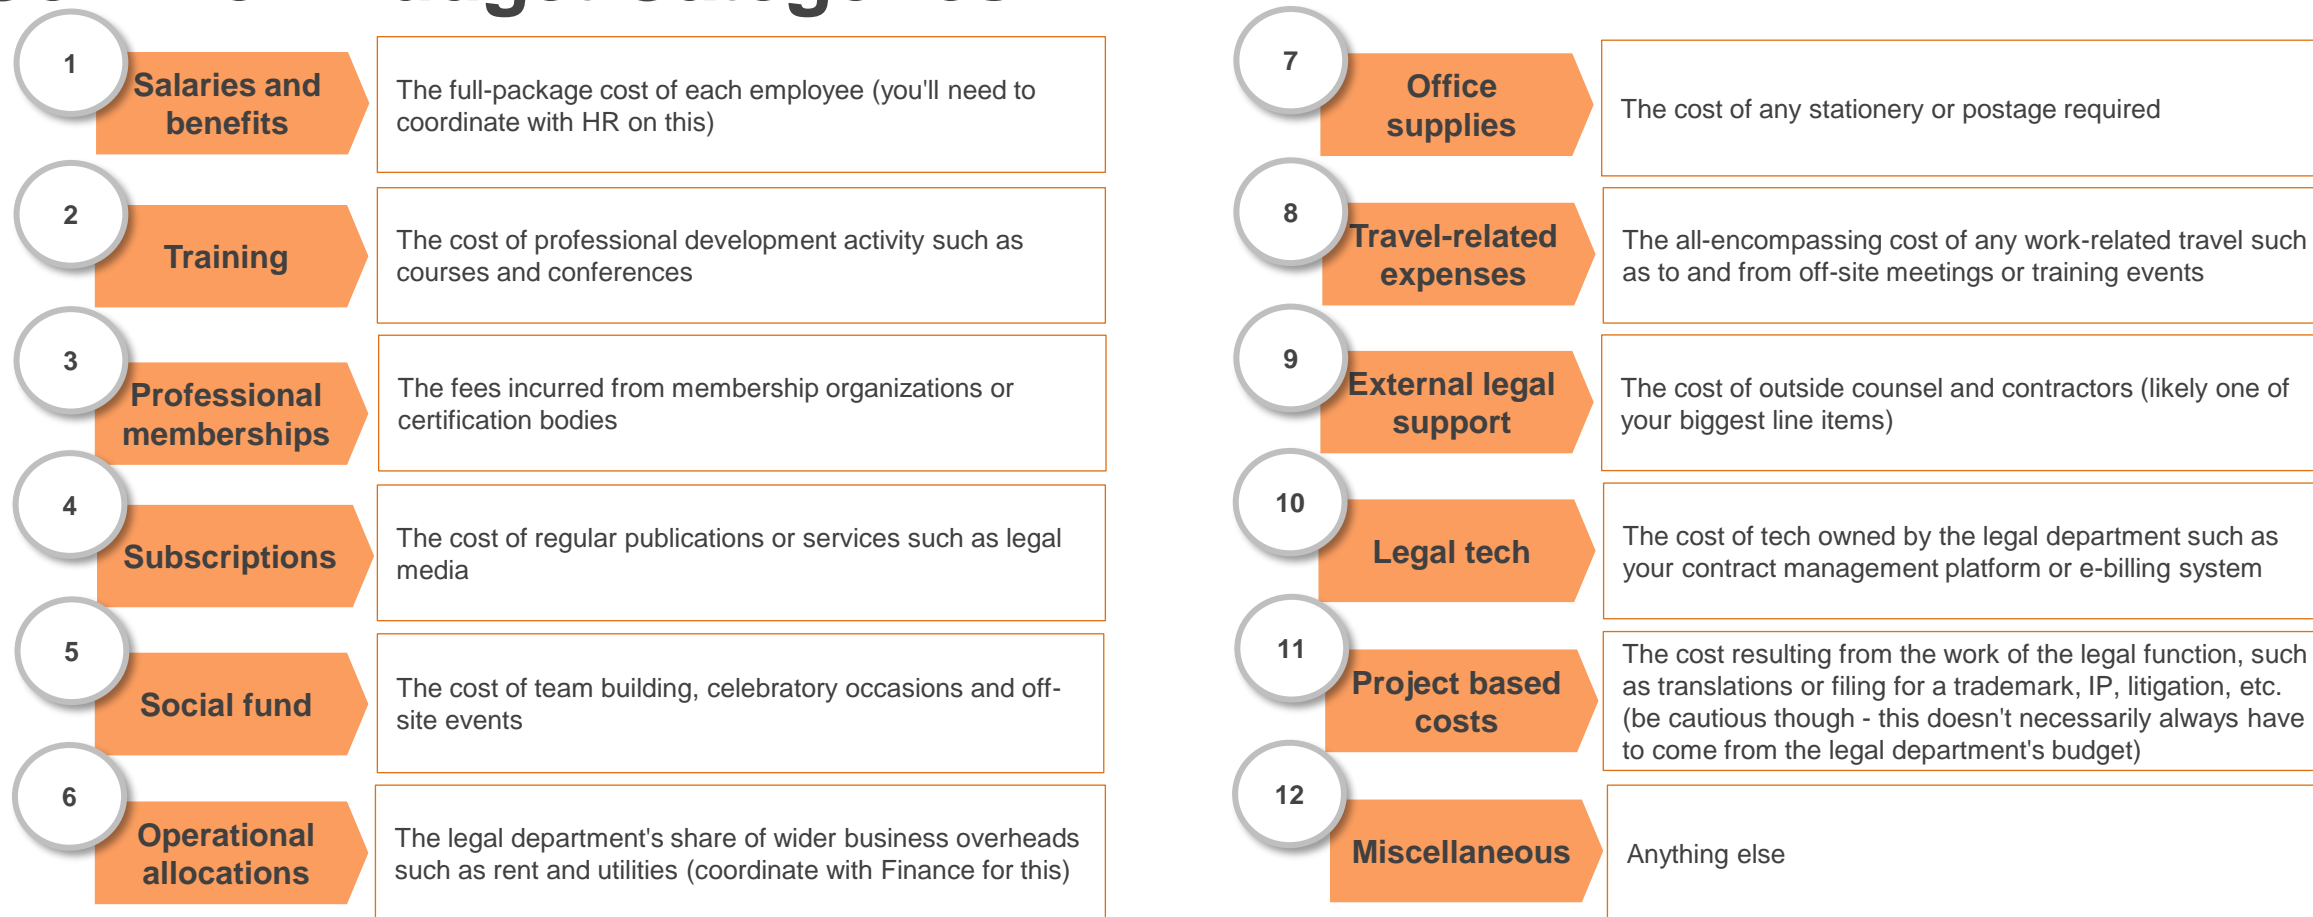 Budget Categories
1
Salaries and
benefits
The full-package cost of each employee (you'll need to
coordinate with HR on this)
2
Training
The cost of professional development activity such as
courses and conferences
3
Professional
memberships
The fees incurred from membership organizations or
certification bodies
4
Subscriptions
The cost of regular publications or services such as legal
media
5
Social fund
The cost of team building, celebratory occasions and off-
site events
6
Operational
allocations
The legal department's share of wider business overheads
such as rent and utilities (coordinate with Finance for this)
7
Office
supplies
The cost of any stationery or postage required
8
Travel-related
expenses
The all-encompassing cost of any work-related travel such
as to and from off-site meetings or training events
9
External legal
support
The cost of outside counsel and contractors (likely one of
your biggest line items)
10
Legal tech
The cost of tech owned by the legal department such as
your contract management platform or e-billing system
11
Project based
costs
The cost resulting from the work of the legal function, such
as translations or filing for a trademark, IP, litigation, etc.
(be cautious though - this doesn't necessarily always have
to come from the legal department's budget)
12
Miscellaneous
Anything else